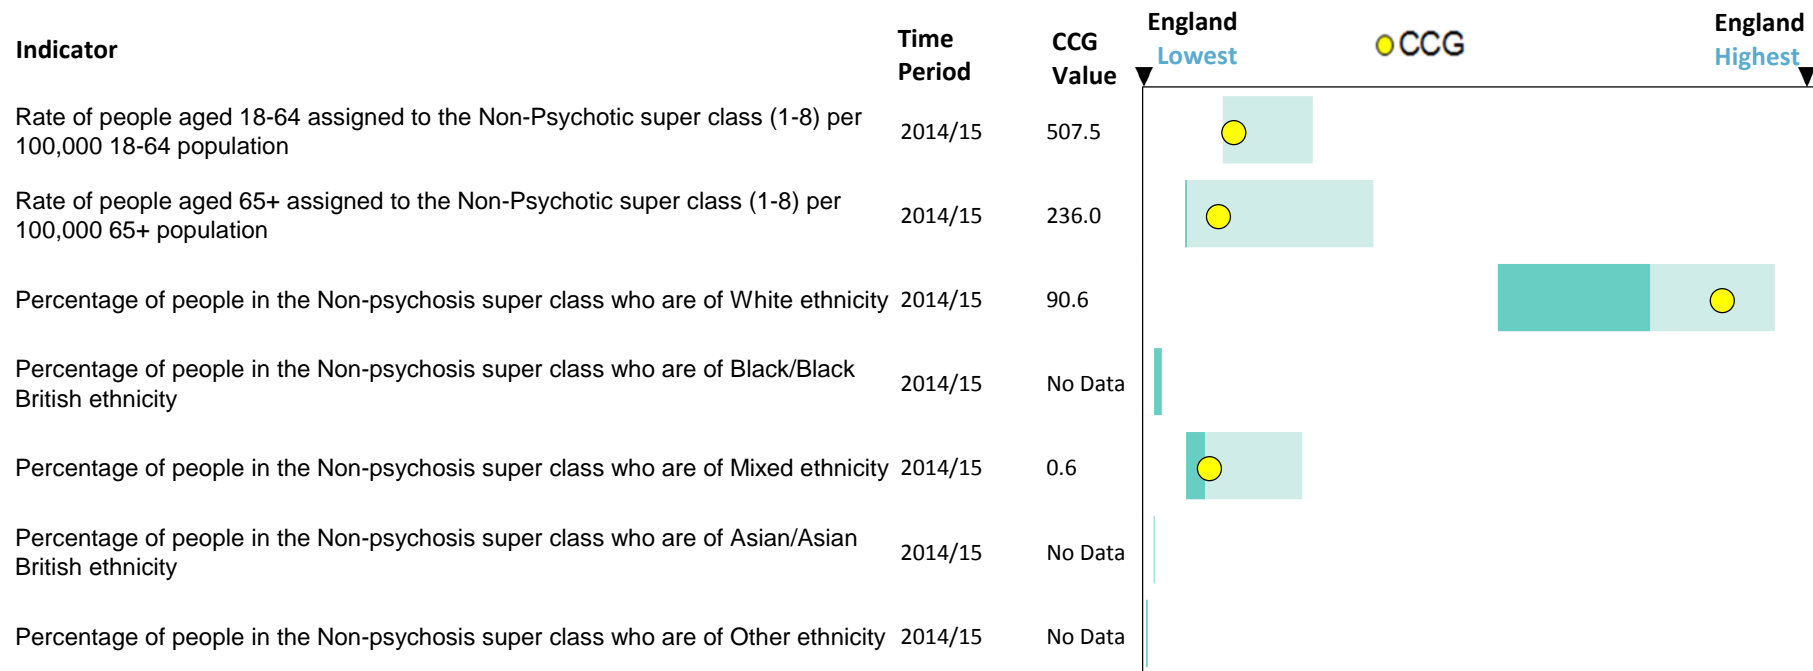 Indicator
Time Period
CCG Value
England Lowest
CCG
England Highest
Rate of people aged 18-64 assigned to the Non-Psychotic super class (1-8) per
100,000 18-64 population
2014/15
507.5
Rate of people aged 65+ assigned to the Non-Psychotic super class (1-8) per
100,000 65+ population
2014/15
236.0
Percentage of people in the Non-psychosis super class who are of White ethnicity
2014/15
90.6
Percentage of people in the Non-psychosis super class who are of Black/Black
British ethnicity
2014/15
No Data
Percentage of people in the Non-psychosis super class who are of Mixed ethnicity
2014/15
0.6
Percentage of people in the Non-psychosis super class who are of Asian/Asian
British ethnicity
2014/15
No Data
Percentage of people in the Non-psychosis super class who are of Other ethnicity
2014/15
No Data